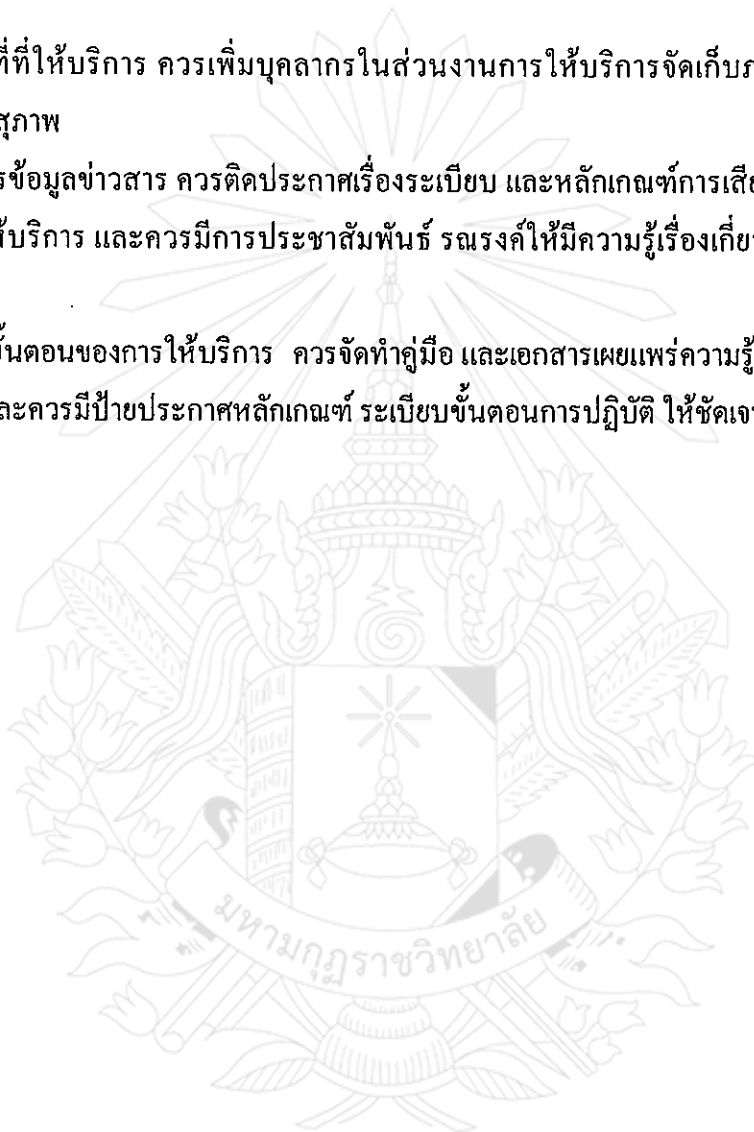 ที่ที่ให้บริการ ควรเพิ่มบุคลากรในส่วนงานการให้บริการจัดเก็บภ
สุภาพ
รข้อมูลข่าวสาร ควรติดประกาศเรื่องระเบียบ และหลักเกณฑ์การเสีย
ห้บริการ และควรมีการประชาสัมพันธ์ รณรงค์ให้มีความรู้เรื่องเกี่ย
ขั้นตอนของการให้บริการ ควรจัดทำคู่มือ และเอกสารเผยแพร่ความรู้
ละควรมีป้ายประกาศหลักเกณฑ์ ระเบียบขั้นตอนการปฏิบัติ ให้ชัดเจ
มหามกุฏราชวิทยาลัย